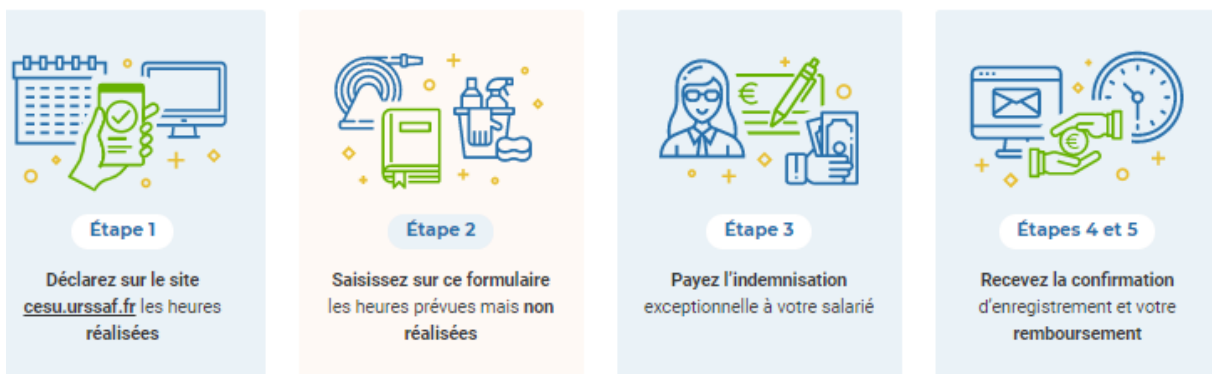 Étape 1
Déclarez sur le site
cesu.urssaf.fr les heures
réalisées
Étape 2
Saisissez sur ce formulaire
les heures prévues mais non
réalisées
Étape 3
Payez l'indemnisation
exceptionnelle à votre salarié
Étapes 4 et 5
Recevez la confirmation
d'enregistrement et votre
remboursement